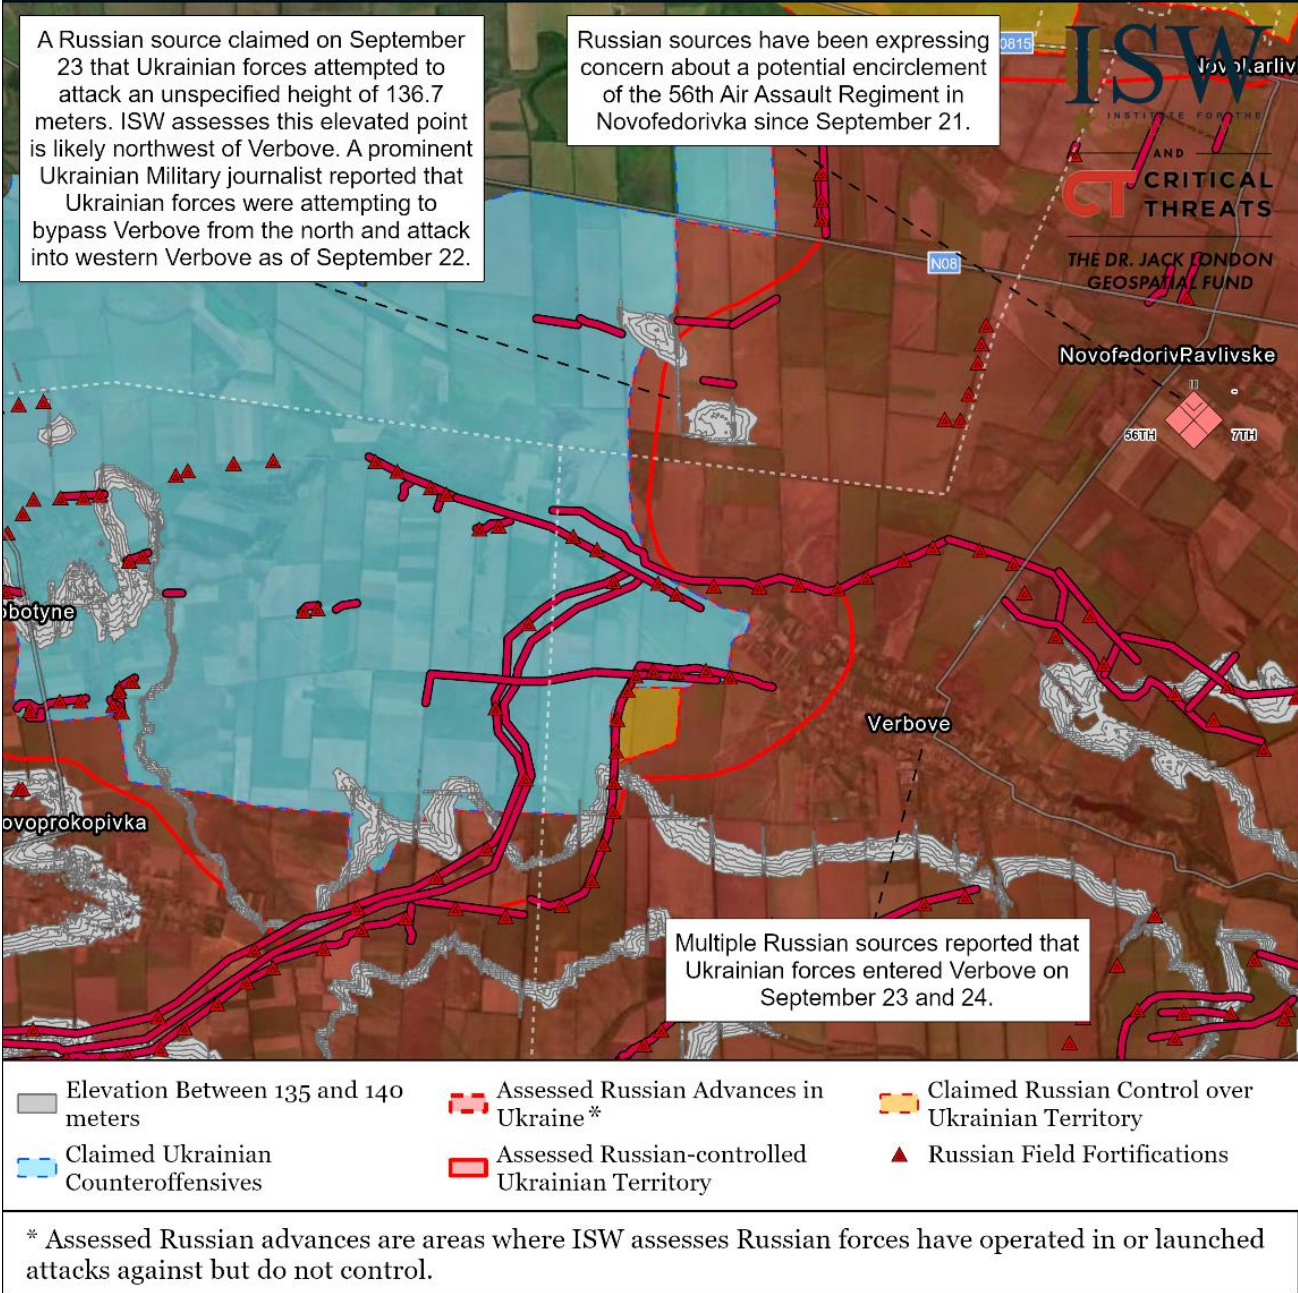 A Russian source claimed on September
23 that Ukrainian forces attempted to
attack an unspecified height of 136.7
meters. ISW assesses this elevated point
is likely northwest of Verbove. A prominent
Ukrainian Military journalist reported that
Ukrainian forces were attempting to
bypass Verbove from the north and attack
into western Verbove as of September 22.
Russian sources have been expressing
concern about a potential encirclement
of the 56th Air Assault Regiment in
Novofedorivka since September 21.
0815
ISW
INSTITUTE FOR THE
Novokarliv
AND
CT CRITICAL
THREATS
THE DR. JACK LONDON
GEOSPATIAL FUND
N08
NovofedorivPavlivske
II
56TH
7TH
obotyne
Verbove
ovoprokopivka
Multiple Russian sources reported that
Ukrainian forces entered Verbove on
September 23 and 24.
Elevation Between 135 and 140
meters
Claimed Ukrainian
Counteroffensives
Assessed Russian Advances in
Ukraine*
Assessed Russian-controlled
Ukrainian Territory
Claimed Russian Control over
Ukrainian Territory
Russian Field Fortifications
* Assessed Russian advances are areas where ISW assesses Russian forces have operated in or launched
attacks against but do not control.